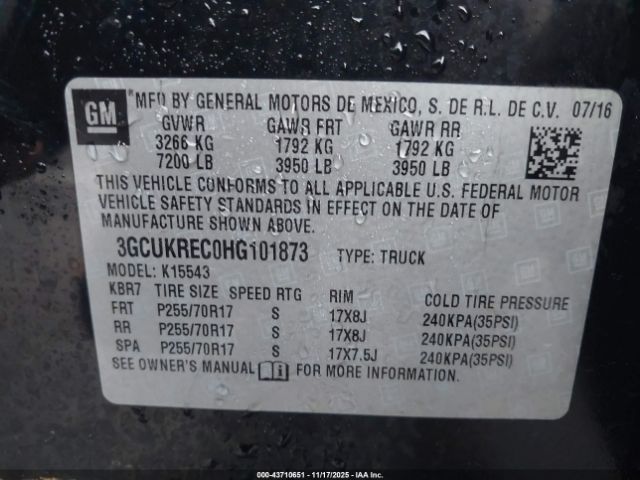 GM
*MFD BY GENERAL MOTORS DE MEXICO, S. DE R.L. DE C.V. 07/16
GVWR GAWR FRT GAWR RR
3266 KG 1792 KG 1792 KG
7200 LB 3950 LB 3950 LB
THIS VEHICLE CONFORMS TO ALL APPLICABLE U.S. FEDERAL MOTOR
VEHICLE SAFETY STANDARDS IN EFFECT ON THE DATE OF
MANUFACTURE SHOWN ABOVE.
3GCUKREC0HG101873 TYPE: TRUCK
MODEL: K15543
KBR7 TIRE SIZE SPEED RTG RIM COLD TIRE PRESSURE
FRT P255/70R17 S 17X8J 240KPA(35PSI)
RR P255/70R17 S 17X8J 240KPA(35PSI)
SPA P255/70R17 S 17X7.5J 240KPA(35PSI)
SEE OWNER'S MANUAL FOR MORE INFORMATION.
000-43710651 - 11/17/2025 - IAAI, Inc.